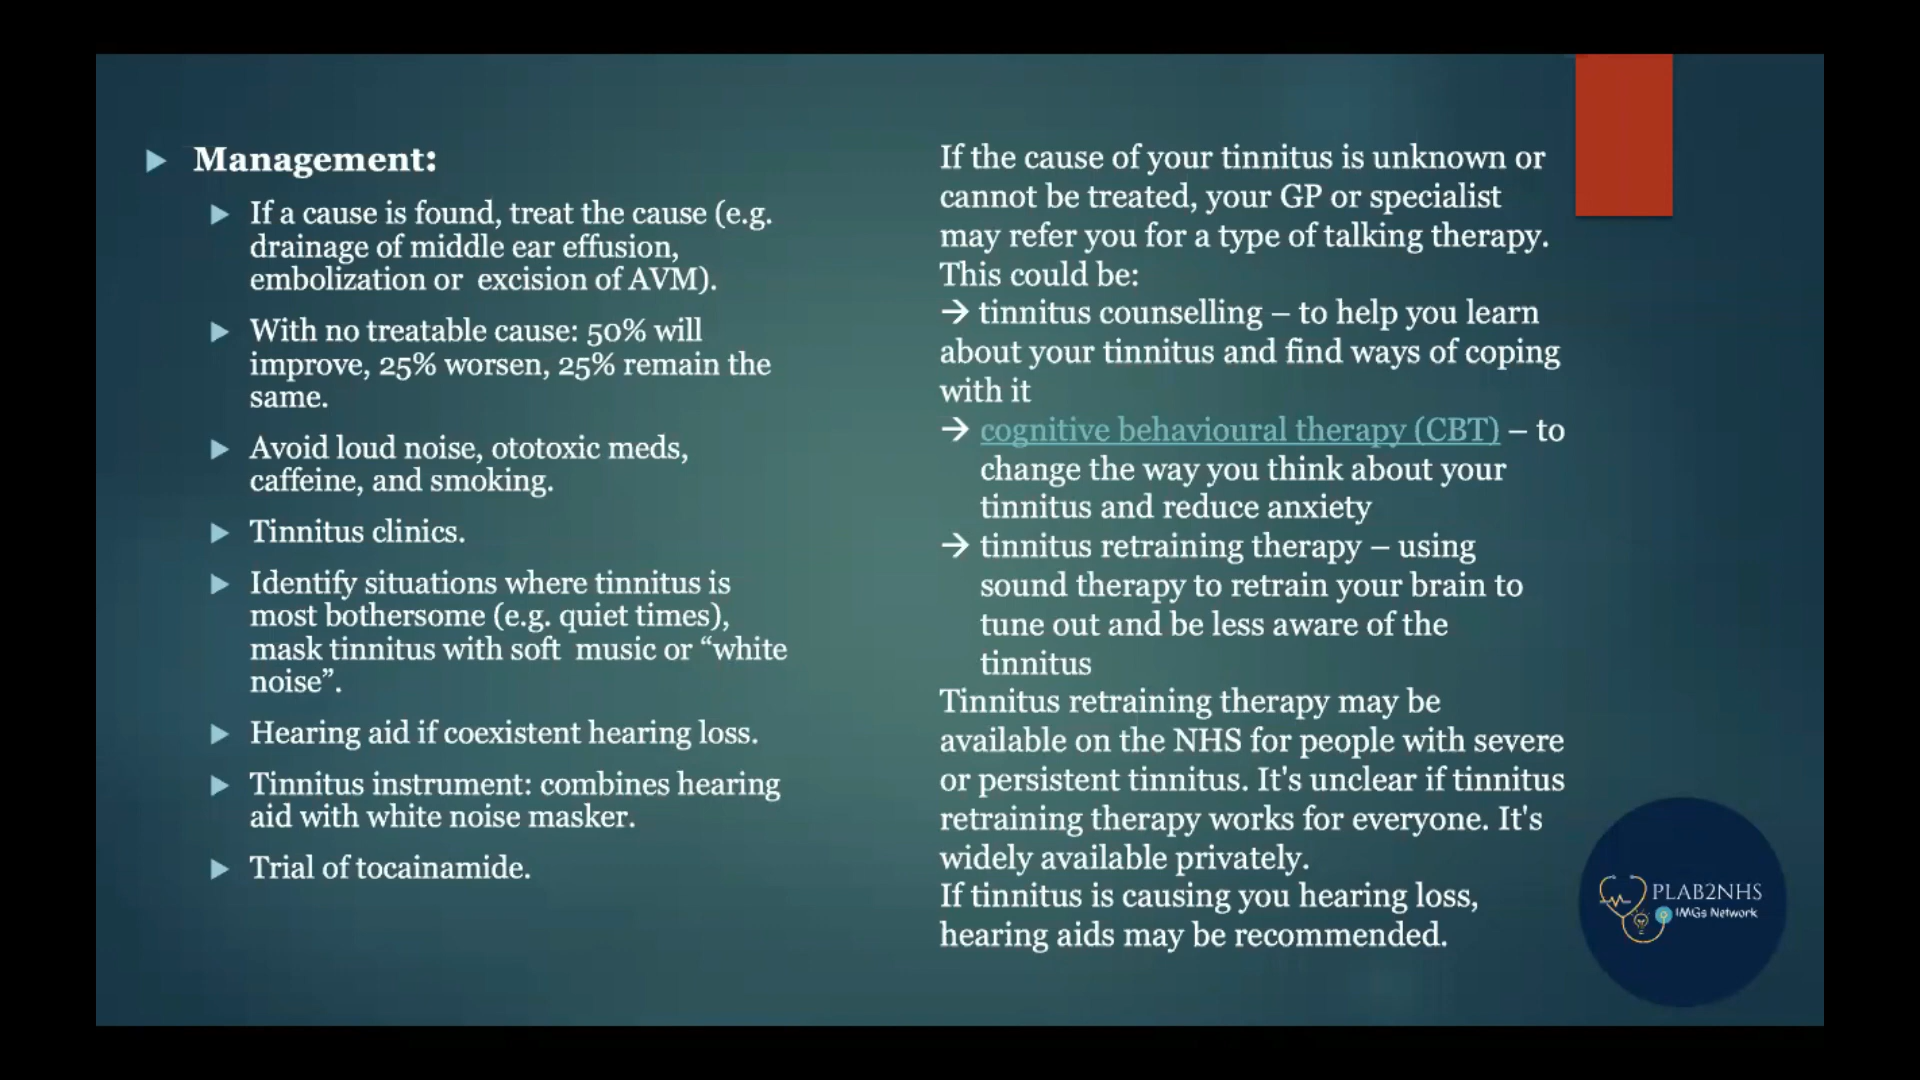 Management:
If a cause is found, treat the cause (e.g.
drainage of middle ear effusion,
embolization or excision of AVM).
With no treatable cause: 50% will
improve, 25% worsen, 25% remain the
same.
Avoid loud noise, ototoxic meds,
caffeine, and smoking.
Tinnitus clinics.
Identify situations where tinnitus is
most bothersome (e.g. quiet times),
mask tinnitus with soft music or “white
noise”.
Hearing aid if coexistent hearing loss.
Tinnitus instrument: combines hearing
aid with white noise masker.
Trial of tocainamide.
If the cause of your tinnitus is unknown or
cannot be treated, your GP or specialist
may refer you for a type of talking therapy.
This could be:
→ tinnitus counselling – to help you learn
about your tinnitus and find ways of coping
with it
→ cognitive behavioural therapy (CBT) – to
change the way you think about your
tinnitus and reduce anxiety
→ tinnitus retraining therapy – using
sound therapy to retrain your brain to
tune out and be less aware of the
tinnitus
Tinnitus retraining therapy may be
available on the NHS for people with severe
or persistent tinnitus. It's unclear if tinnitus
retraining therapy works for everyone. It's
widely available privately.
If tinnitus is causing you hearing loss,
hearing aids may be recommended.
PLAB2NHS
IMGs Network